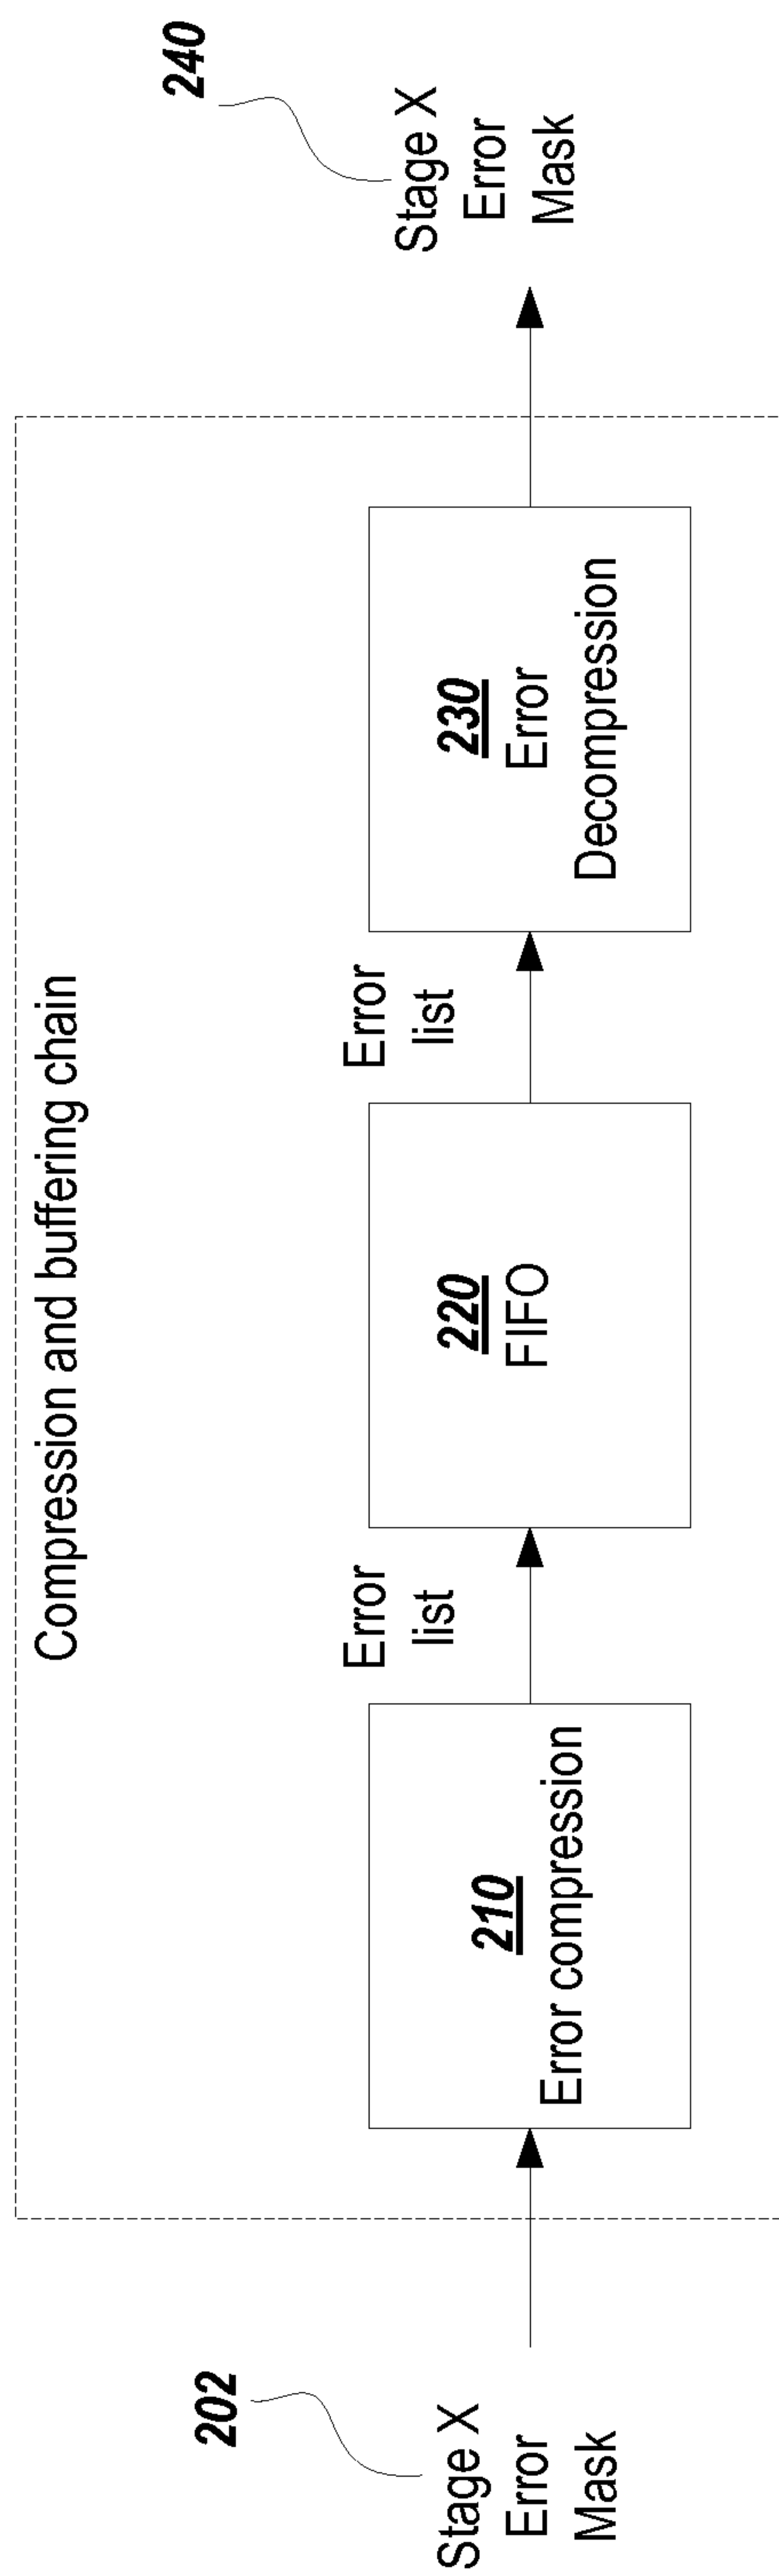 Compression and buffering chain
202
Stage X
Error
Mask
210
Error compression
Error
list
220
FIFO
Error
list
230
Error
Decompression
240
Stage X
Error
Mask